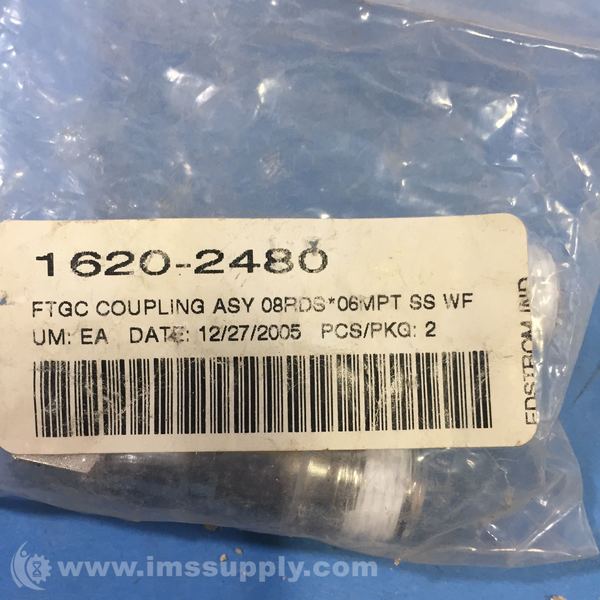 1620-2480
FTGC COUPLING ASY 08RDS*06MPT SS WF
UM: EA DATE: 12/27/2005 PCS/PKG: 2
EDSTROM IND
www.imssupply.com